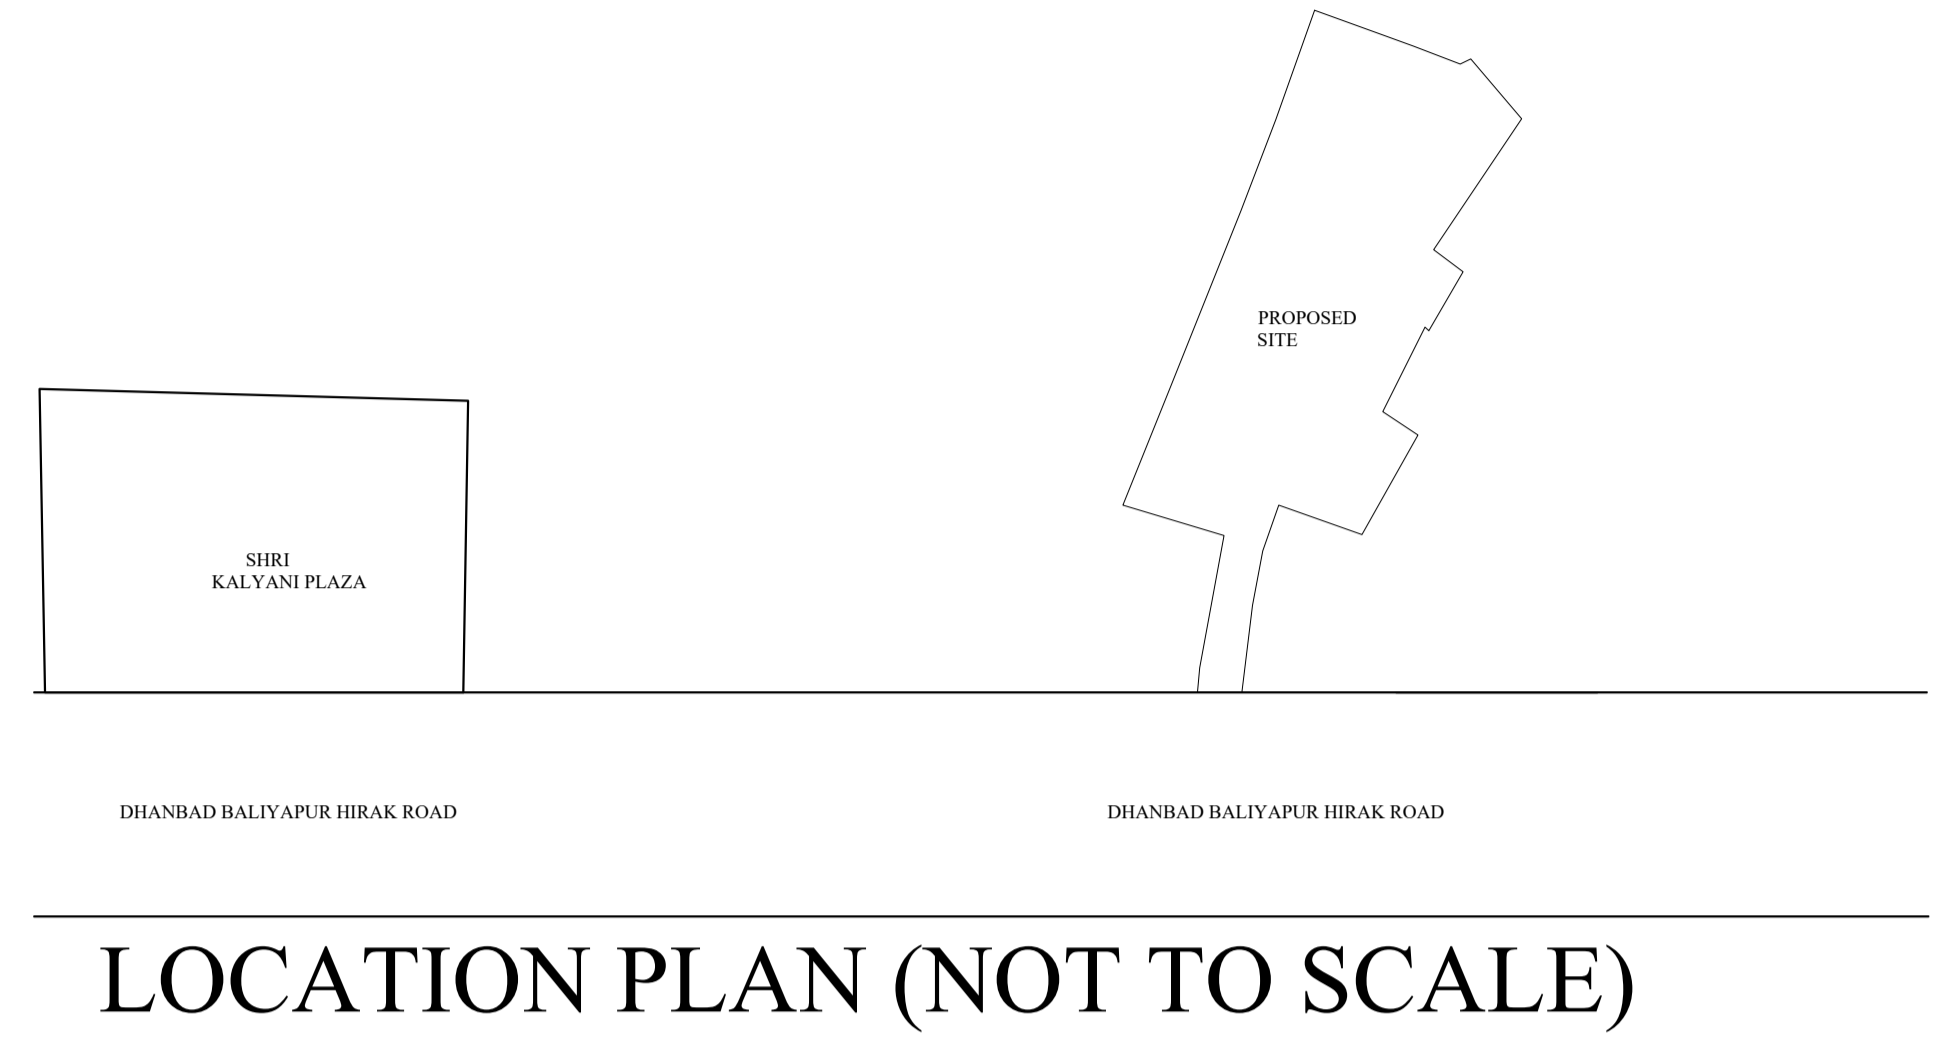 PROPOSED
SITE
SHRI
KALYANI PLAZA
DHANBAD BALIYAPUR HIRAK ROAD
DHANBAD BALIYAPUR HIRAK ROAD
LOCATION PLAN (NOT TO SCALE)